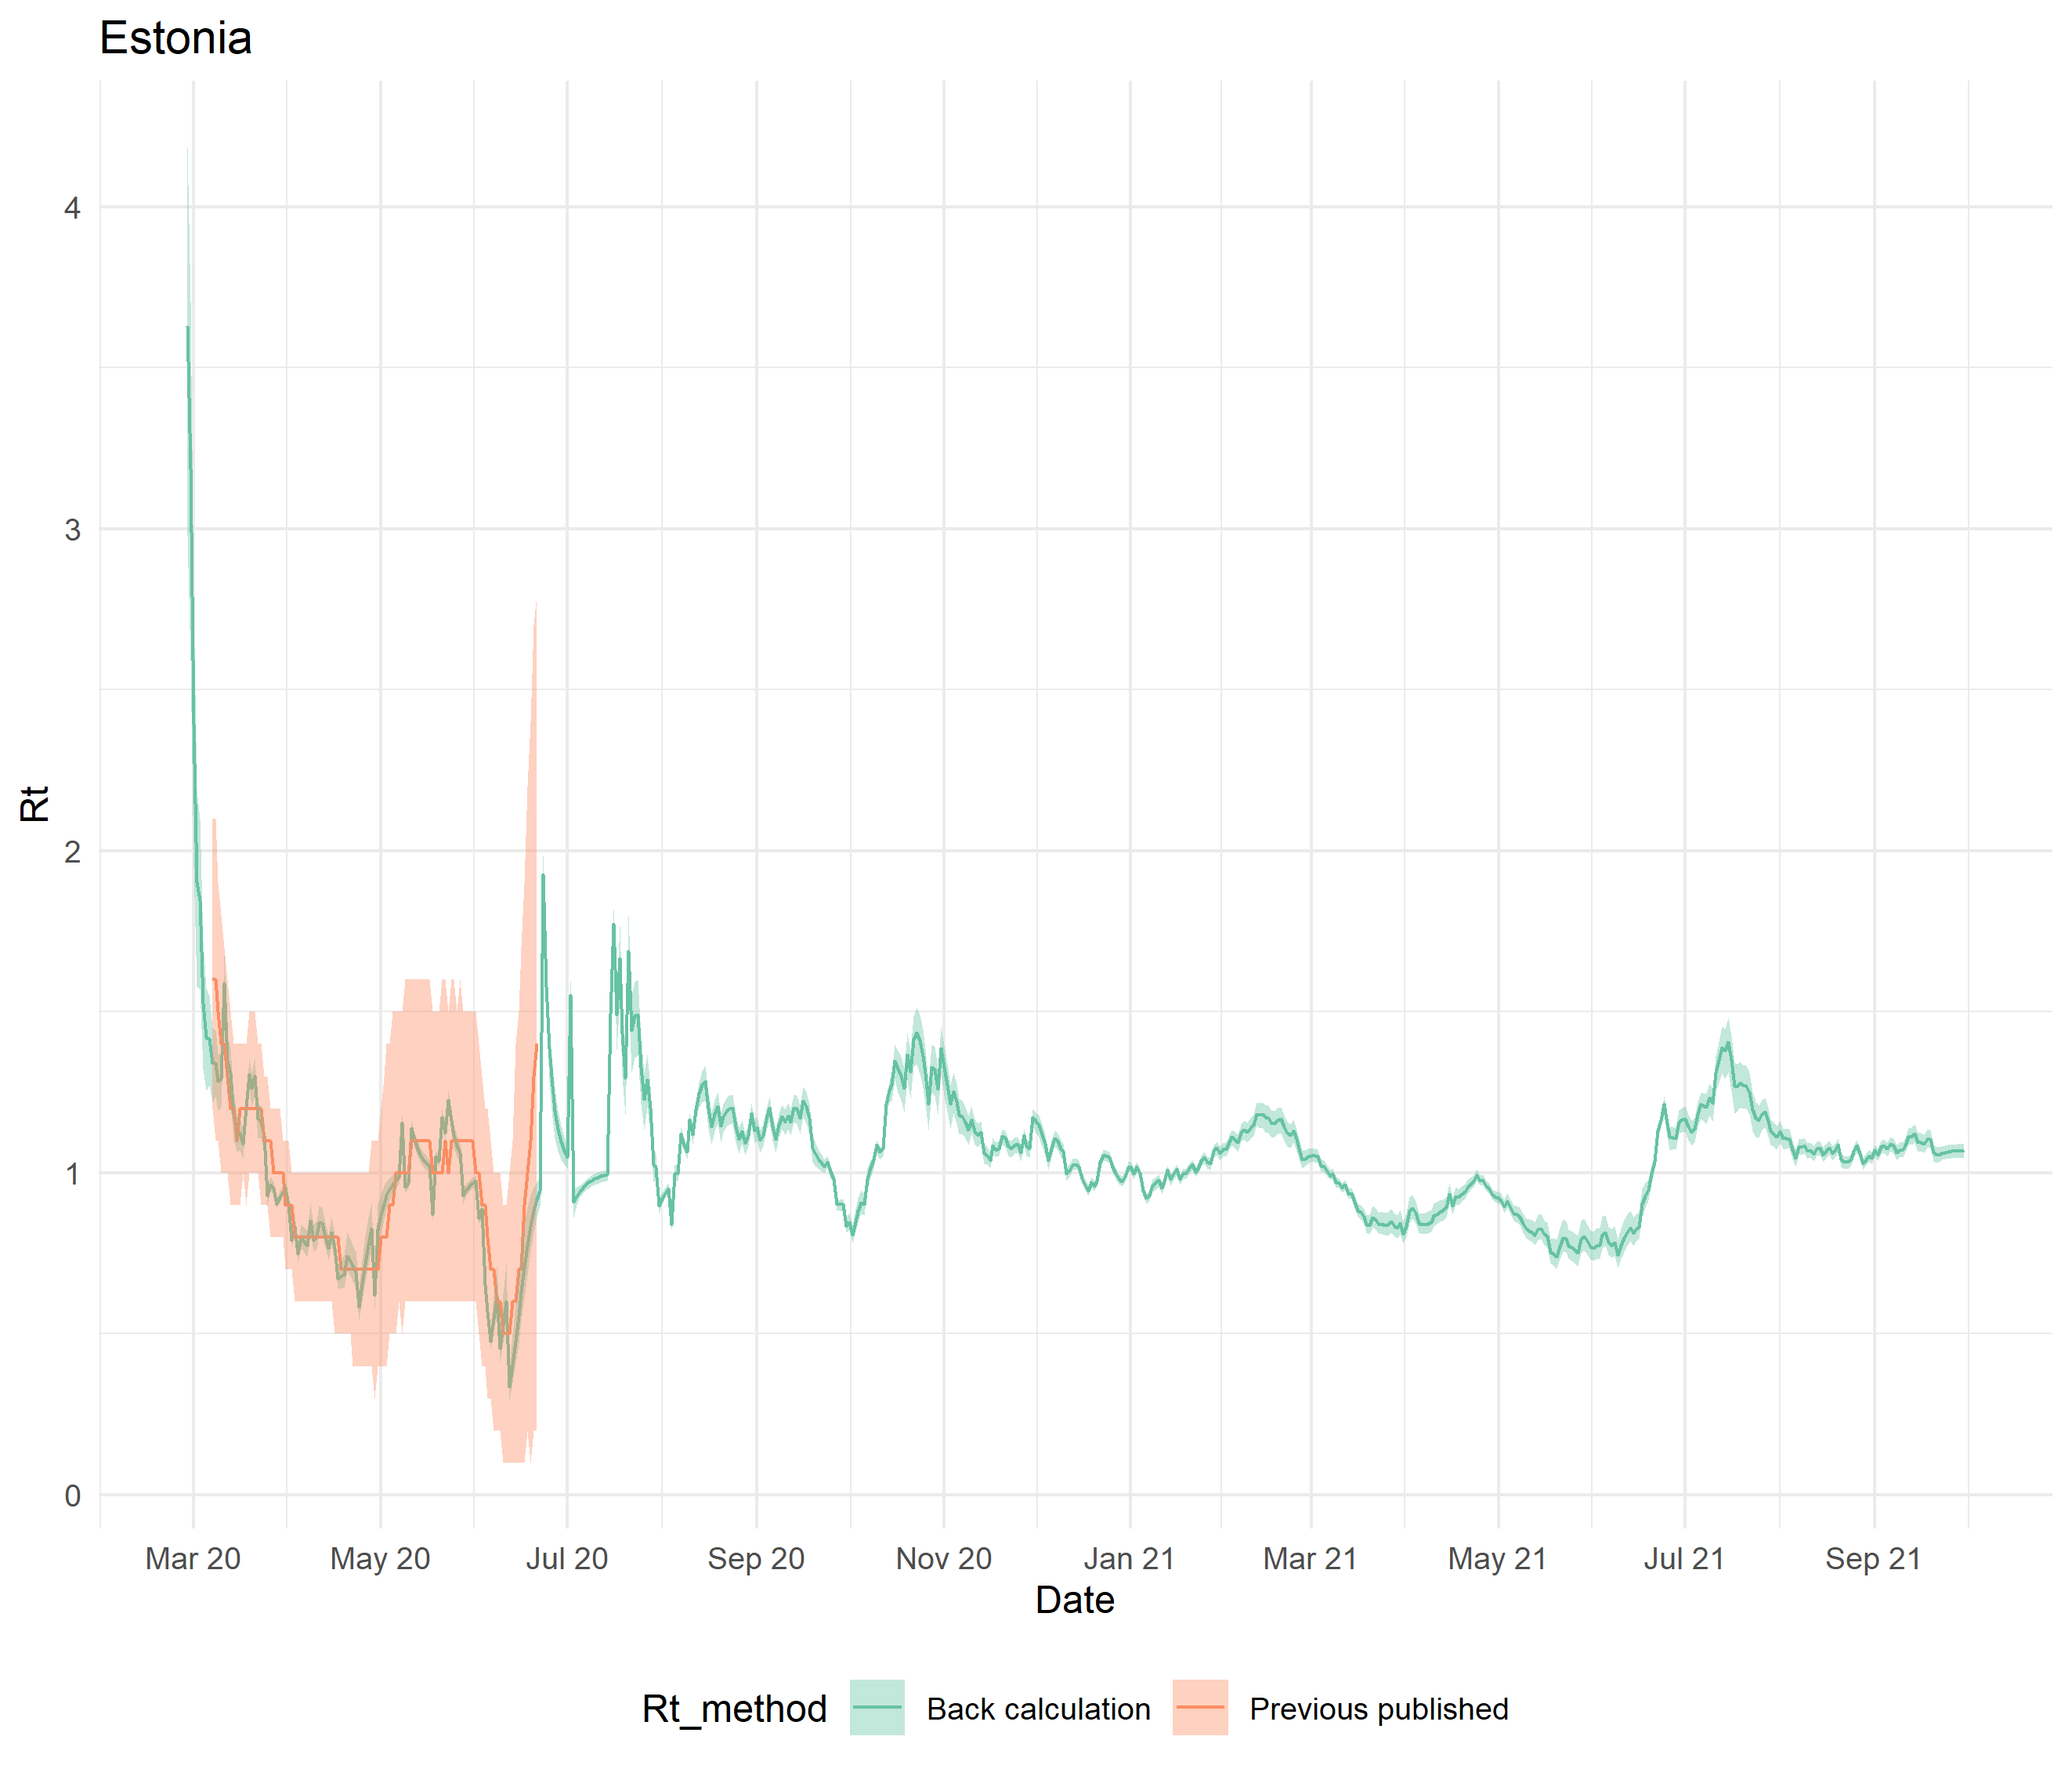 Estonia
Rt
4
3
2
1
0
Mar 20 May 20 Jul 20 Sep 20 Nov 20 Jan 21 Mar 21 May 21 Jul 21 Sep 21
Date
Rt_method Back calculation Previous published